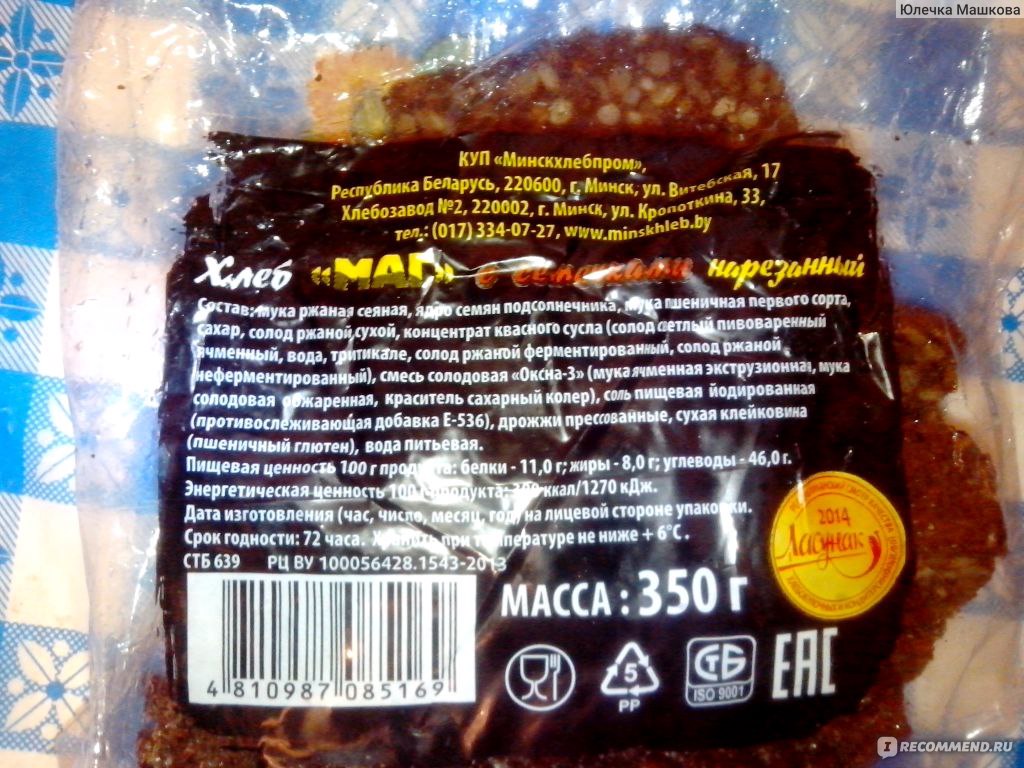 Юлечка Машкова
КУП «Минскхлебпром»,
Республика Беларусь, 220600, г. Минск, ул. Витебская, 17
Хлебозавод №2, 220002, г. Минск, ул. Кропоткина, 33,
тел.: (017) 334-07-27, www.minskhleb.by
Хлеб «МАГ» с семечками нарезанный
Состав: мука ржаная сеяная, ядро семян подсолнечника, мука пшеничная первого сорта,
сахар, солод ржаной сухой, концентрат квасного сусла (солод светлый пивоваренный
ячменный, вода, тритикале, солод ржаной ферментированный, солод ржаной
неферментированный), смесь солодовая «Оксна-3» (мука ячменная экструзионная, мука
солодовая обжаренная, краситель сахарный колер), соль пищевая йодированная
(противослеживающая добавка Е-536), дрожжи прессованные, сухая клейковина
(пшеничный глютен), вода питьевая.
Пищевая ценность 100 г продукта: белки - 11,0 г; жиры - 8,0 г; углеводы - 46,0 г.
Энергетическая ценность 100 г продукта: ккал/1270 кДж.
Дата изготовления (час, число, месяц, год) на лицевой стороне упаковки.
Срок годности: 72 часа. Хранить при температуре не ниже + 6°С.
СТБ 639 РЦ BY 100056428.1543-2013
МАССА : 350 г
2014
Ласунак
4 810987 085169
5
PP
СТБ
ISO 9001
EAC
IRECOMMEND.RU